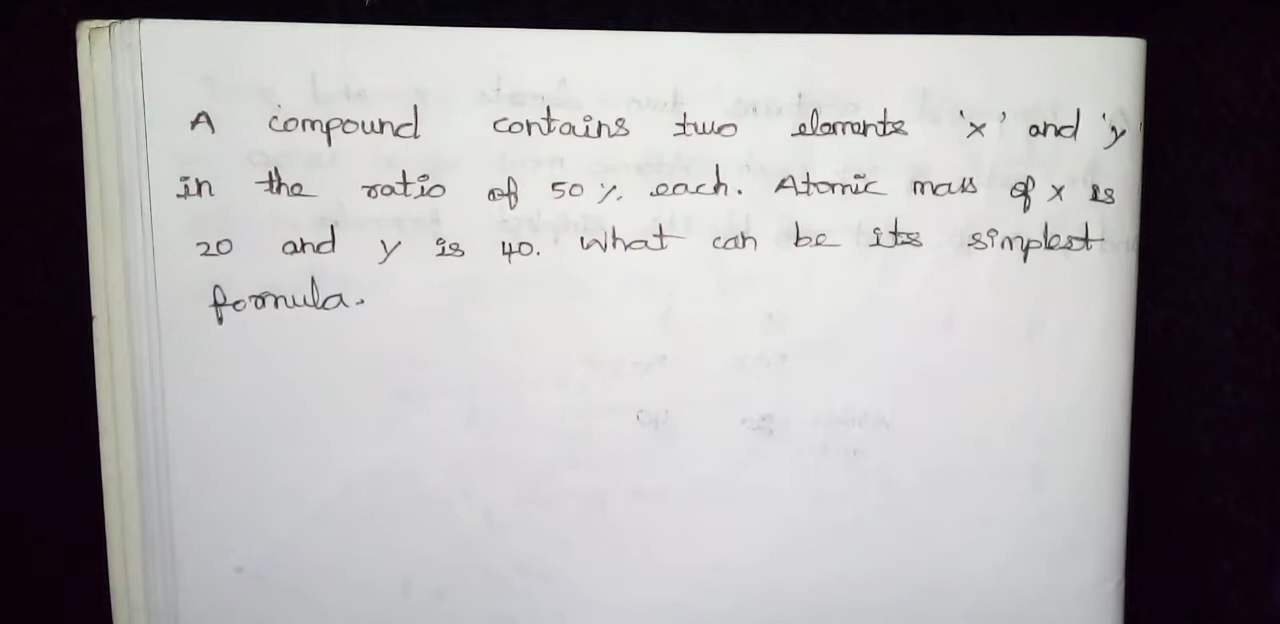 A compound contains two elements 'x' and 'y'
in the ratio of 50 %. each. Atomic mass of x is
20 and y is 40. What can be its simplest
formula.